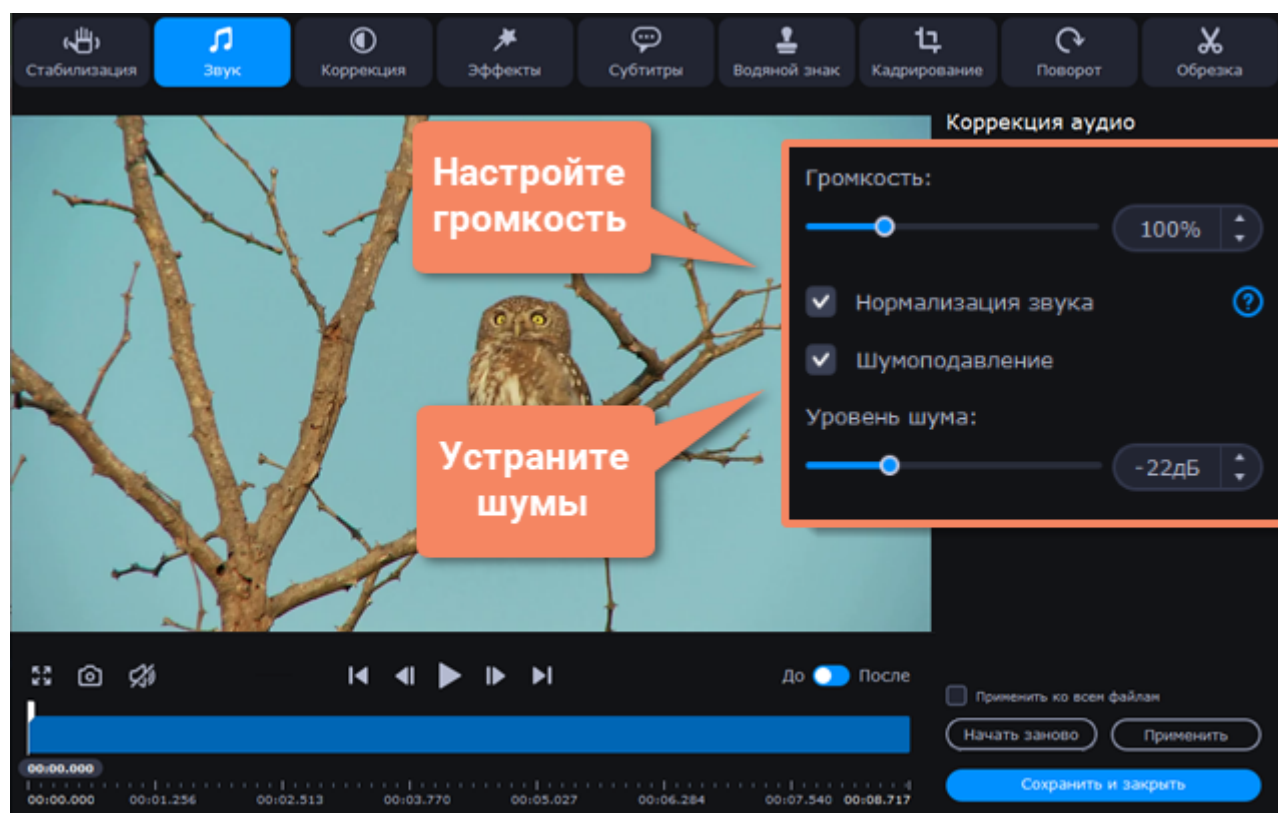 Стабилизация
Звук
Коррекция
Эффекты
Субтитры
Водяной знак
Кадрирование
Поворот
Обрезка
Коррекция аудио
Настройте
громкость
Громкость:
100%
Нормализация звука
?
Шумоподавление
Устраните
шумы
Уровень шума:
-22дБ
До
После
Применить ко всем файлам
Начать заново
Применить
00:00.000
00:00.000 00:01.256 00:02.513 00:03.770 00:05.027 00:06.284 00:07.540 00:08.717
Сохранить и закрыть